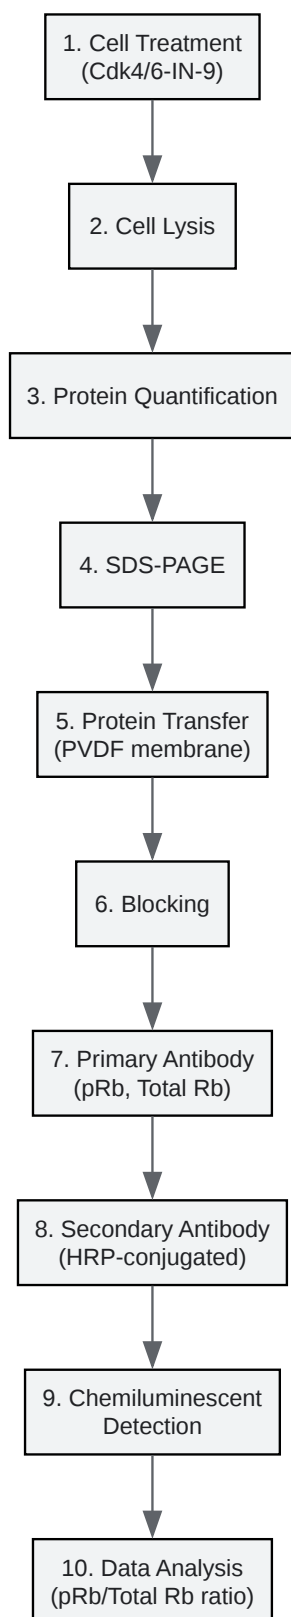 1. Cell Treatment
(Cdk4/6-IN-9)
2. Cell Lysis
3. Protein Quantification
4. SDS-PAGE
5. Protein Transfer
(PVDF membrane)
6. Blocking
7. Primary Antibody
(pRb, Total Rb)
8. Secondary Antibody
(HRP-conjugated)
9. Chemiluminescent
Detection
10. Data Analysis
(pRb/Total Rb ratio)